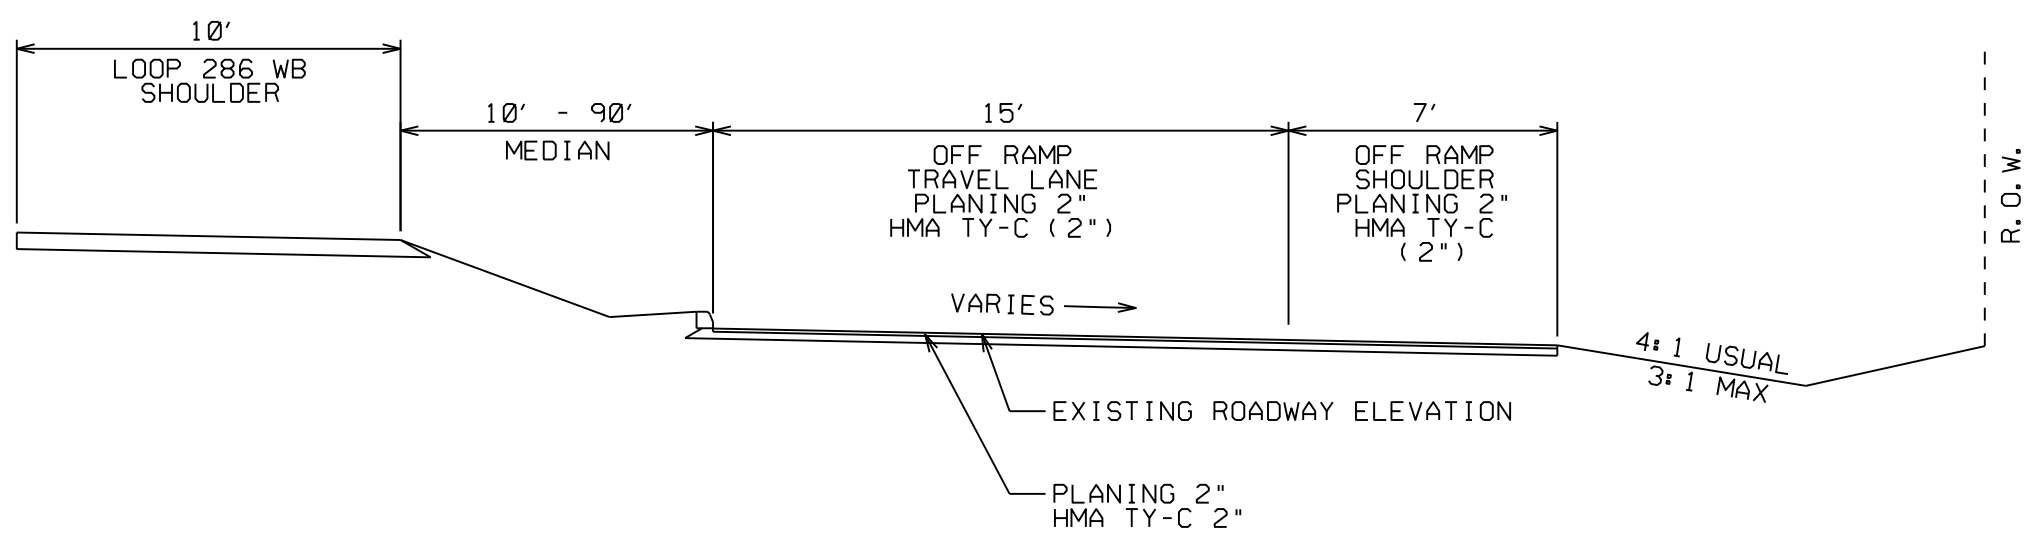 10'
LOOP 286 WB
SHOULDER
10' - 90'
MEDIAN
15'
OFF RAMP
TRAVEL LANE
PLANING 2"
HMA TY-C (2")
7'
OFF RAMP
SHOULDER
PLANING 2"
HMA TY-C
(2")
R.O.W.
VARIES
4:1 USUAL
3:1 MAX
EXISTING ROADWAY ELEVATION
PLANING 2"
HMA TY-C 2"